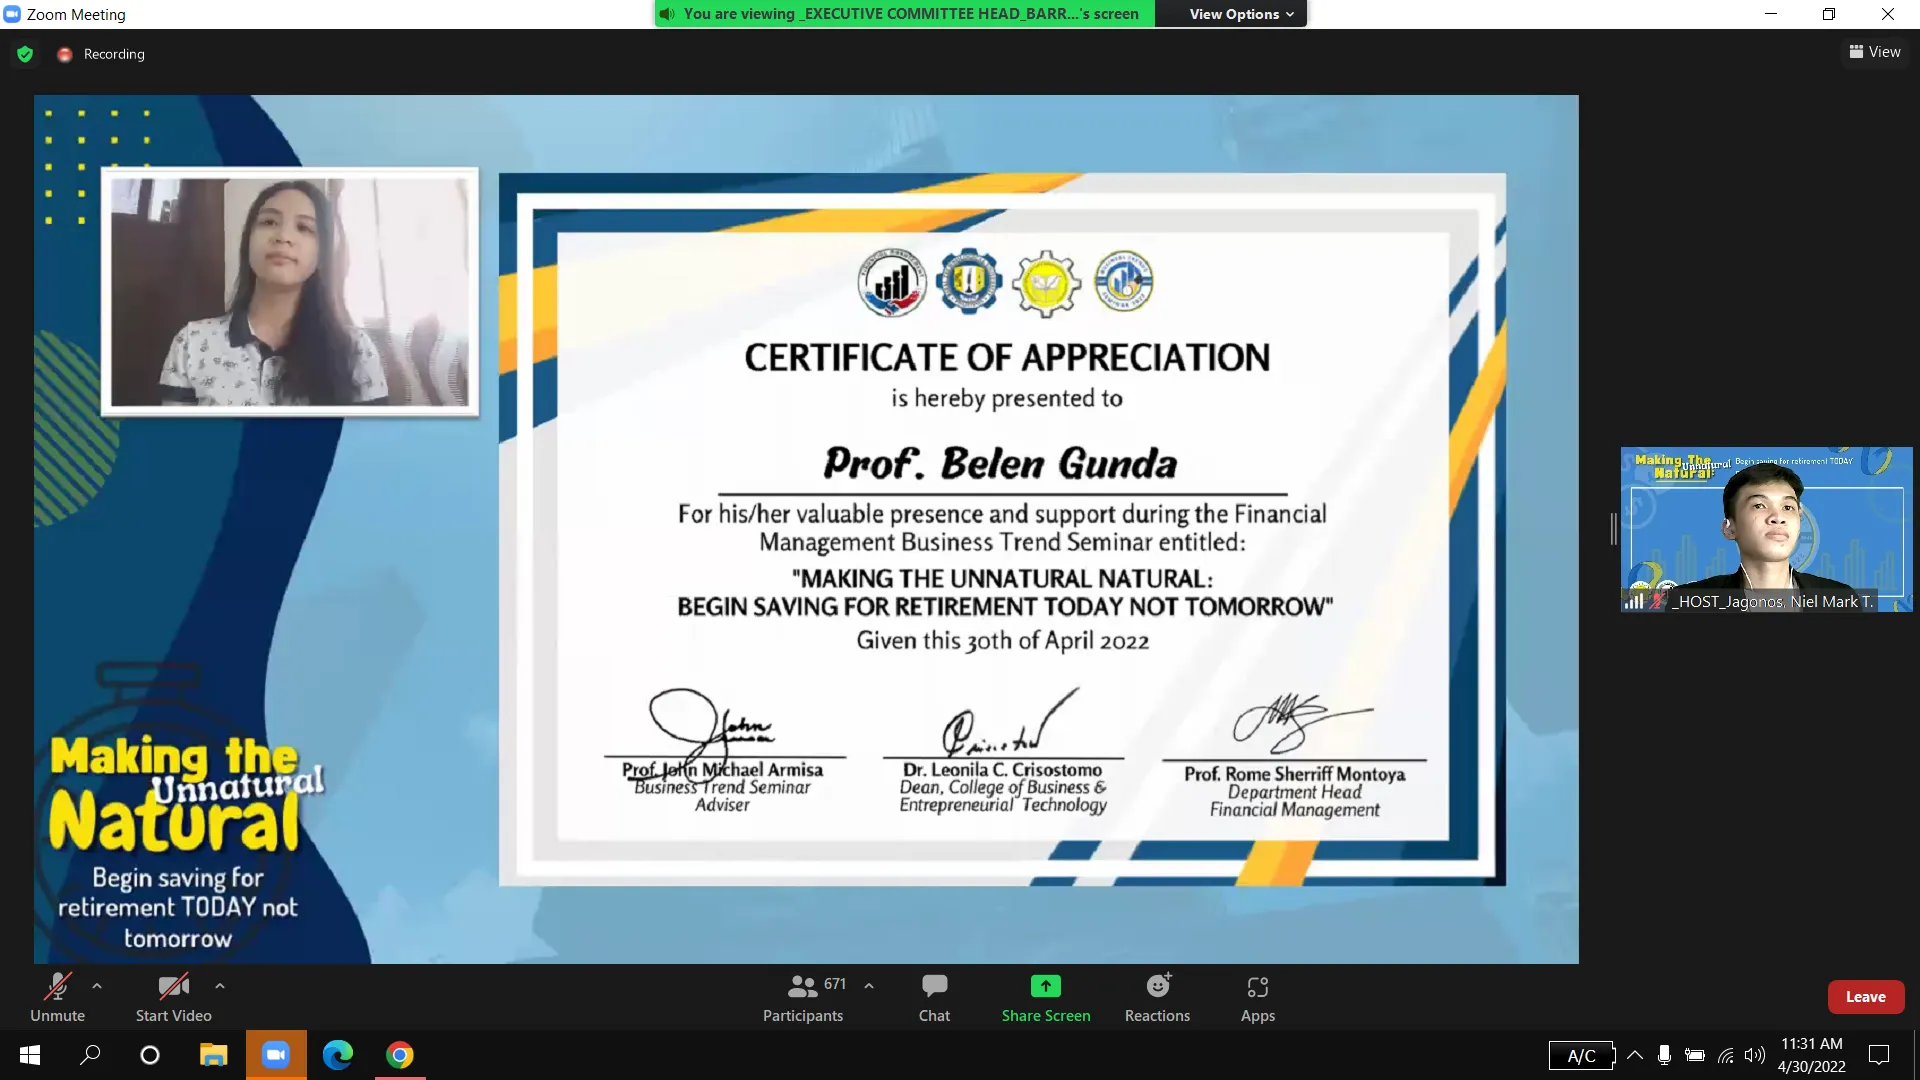 Zoom Meeting
You are viewing _EXECUTIVE COMMITTEE HEAD_BARR...'s screen
View Options
Recording
View
CERTIFICATE OF APPRECIATION
is hereby presented to
Prof. Belen Gunda
For his/her valuable presence and support during the Financial
Management Business Trend Seminar entitled:
"MAKING THE UNNATURAL NATURAL:
BEGIN SAVING FOR RETIREMENT TODAY NOT TOMORROW"
Given this 30th of April 2022
Prof. John Michael Armisa
Business Trend Seminar
Adviser
Dr. Leonila C. Crisostomo
Dean, College of Business &
Entrepreneurial Technology
Prof. Rome Sherriff Montoya
Department Head
Financial Management
Making the
Unnatural
Natural
Begin saving for
retirement TODAY not
tomorrow
Making The
Unnatural
Natural
Begin saving for retirement TODAY
_HOST_Jagonos, Niel Mark T.
Unmute
Start Video
671
Participants
Chat
Share Screen
Reactions
Apps
Leave
A/C
11:31 AM
4/30/2022